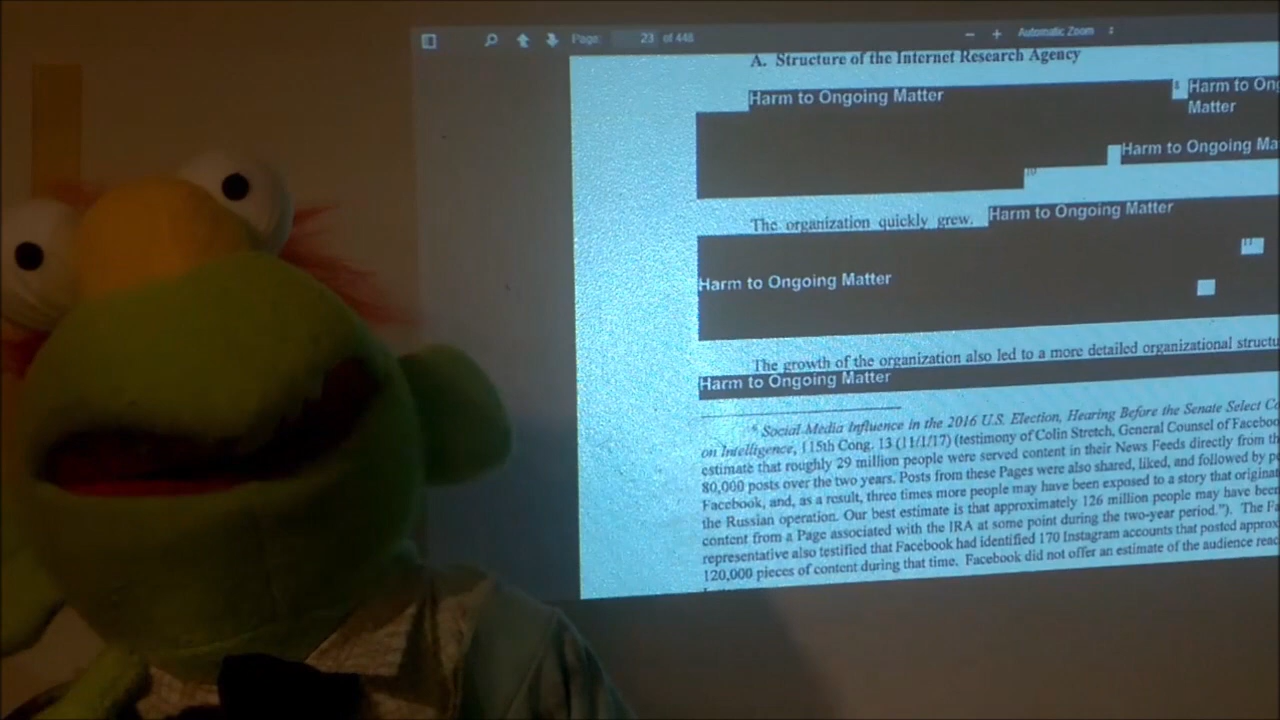 Page: 23 of 448 − + Automatic Zoom
A. Structure of the Internet Research Agency
Harm to Ongoing Matter 8 Harm to On
Matter
Harm to Ongoing Ma
10
The organization quickly grew. Harm to Ongoing Matter
11
Harm to Ongoing Matter
The growth of the organization also led to a more detailed organizational structu
Harm to Ongoing Matter
Social Media Influence in the 2016 U.S. Election, Hearing Before the Senate Select Co
on Intelligence, 115th Cong. 13 (11/1/17) (testimony of Colin Stretch, General Counsel of Faceboo
estimate that roughly 29 million people were served content in their News Feeds directly from th
80,000 posts over the two years. Posts from these Pages were also shared, liked, and followed by pe
Facebook, and, as a result, three times more people may have been exposed to a story that originat
the Russian operation. Our best estimate is that approximately 126 million people may have been
content from a Page associated with the IRA at some point during the two-year period."). The Fa
representative also testified that Facebook had identified 170 Instagram accounts that posted approx
120,000 pieces of content during that time. Facebook did not offer an estimate of the audience reac